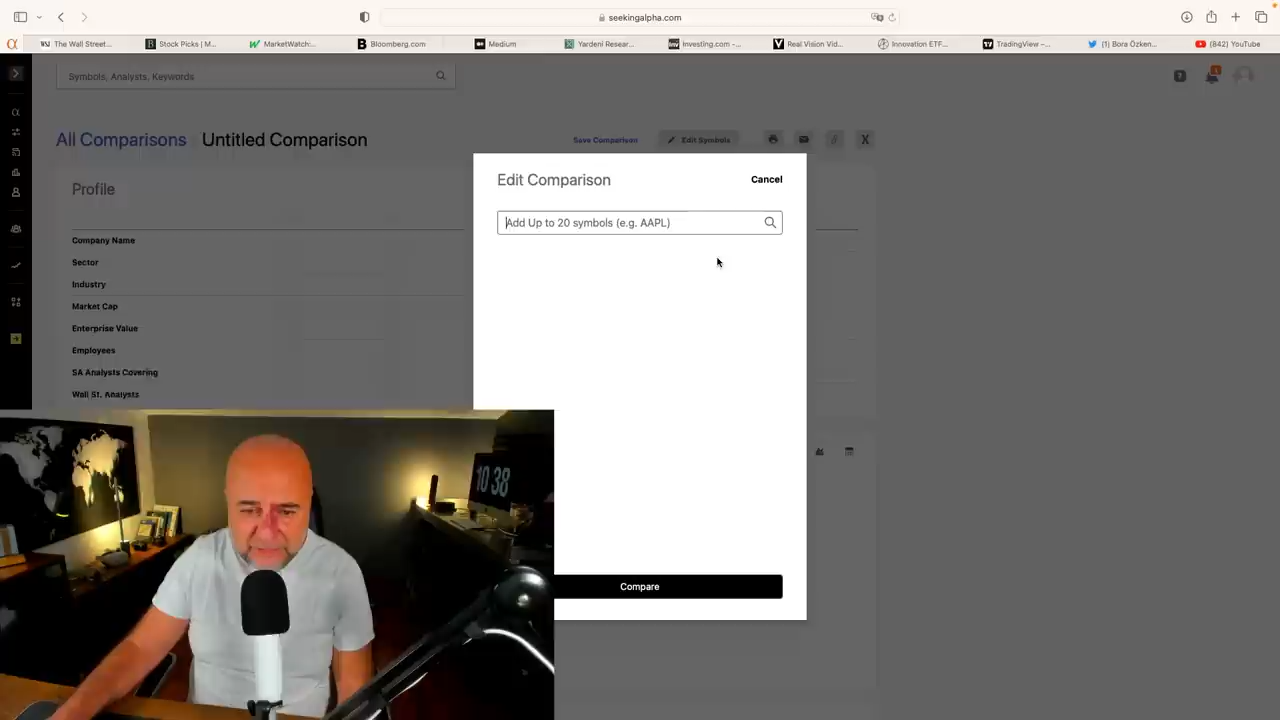 seekingalpha.com
The Wall Street...
Stock Picks | M...
MarketWatch:...
Bloomberg.com
Medium
Yardeni Resear...
Investing.com -...
Real Vision Vid...
Innovation ETF...
TradingView –...
(1) Bora Özken...
(842) YouTube
Symbols, Analysts, Keywords
All Comparisons
Untitled Comparison
Save Comparison
Edit Symbols
Profile
Company Name
Sector
Industry
Market Cap
Enterprise Value
Employees
SA Analysts Covering
Wall St. Analysts
Edit Comparison
Cancel
Add Up to 20 symbols (e.g. AAPL)
Compare
10 38